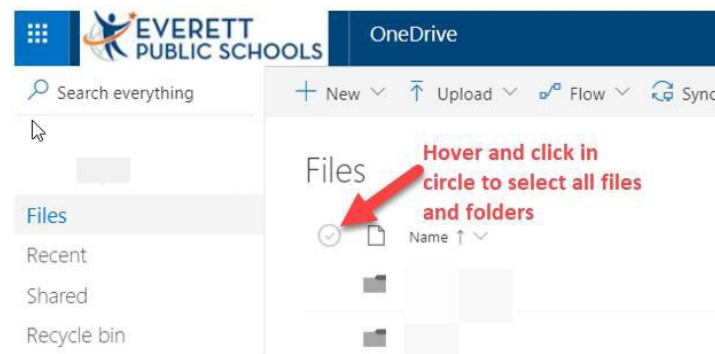 EVERETT
PUBLIC SCHOOLS
OneDrive
Search everything
New
Upload
Flow
Sync
Files
Hover and click in
circle to select all files
and folders
Name ↑
Files
Recent
Shared
Recycle bin